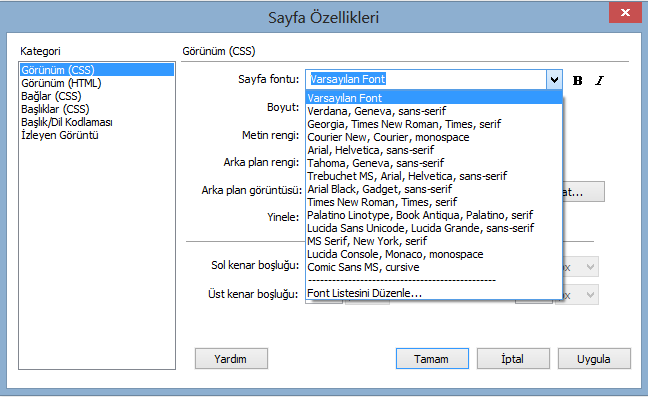 Sayfa Özellikleri
Kategori
Görünüm (CSS)
Görünüm (HTML)
Bağlar (CSS)
Başlıklar (CSS)
Başlık/Dil Kodlaması
İzleyen Görüntü
Görünüm (CSS)
Sayfa fontu: Varsayılan Font B I
Varsayılan Font
Verdana, Geneva, sans-serif
Georgia, Times New Roman, Times, serif
Courier New, Courier, monospace
Arial, Helvetica, sans-serif
Tahoma, Geneva, sans-serif
Trebuchet MS, Arial, Helvetica, sans-serif
Arial Black, Gadget, sans-serif
Times New Roman, Times, serif
Palatino Linotype, Book Antiqua, Palatino, serif
Lucida Sans Unicode, Lucida Grande, sans-serif
MS Serif, New York, serif
Lucida Console, Monaco, monospace
Comic Sans MS, cursive
Font Listesini Düzenle...
Boyut:
Metin rengi:
Arka plan rengi:
Arka plan görüntüsü:
Yinele:
Sol kenar boşluğu:
Üst kenar boşluğu:
Yardım
Tamam
İptal
Uygula